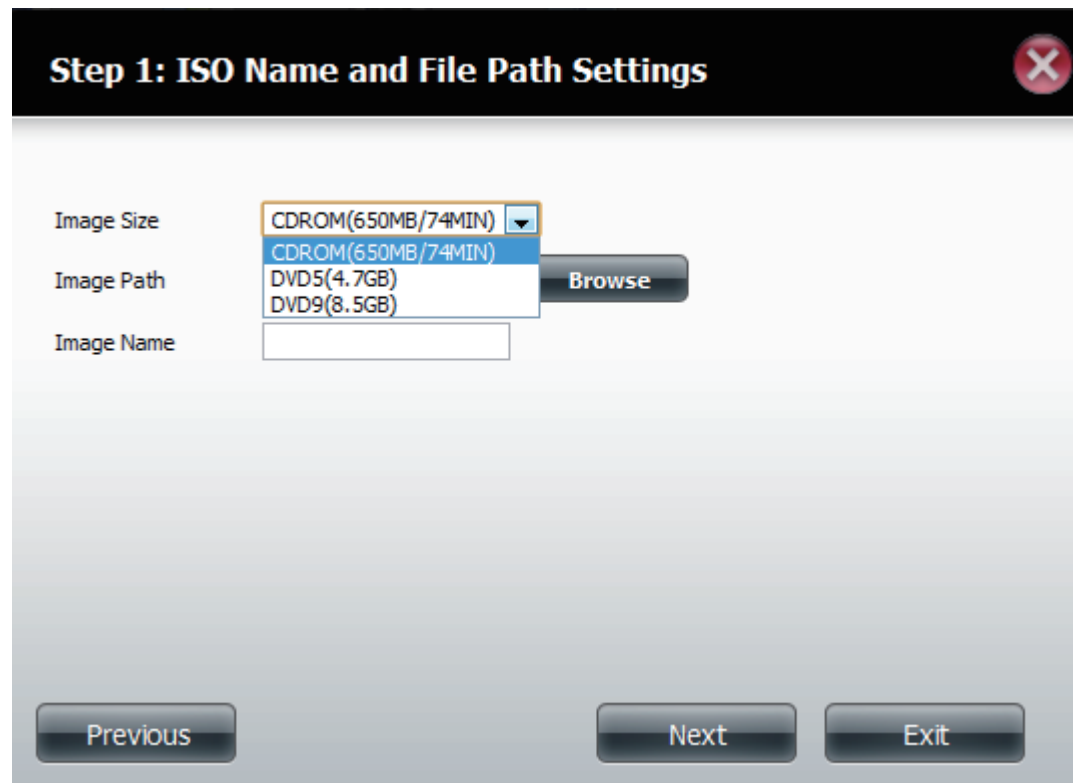 Step 1: ISO Name and File Path Settings
Image Size
CDROM(650MB/74MIN)
CDROM(650MB/74MIN)
DVD5(4.7GB)
DVD9(8.5GB)
Image Path
Browse
Image Name
Previous
Next
Exit